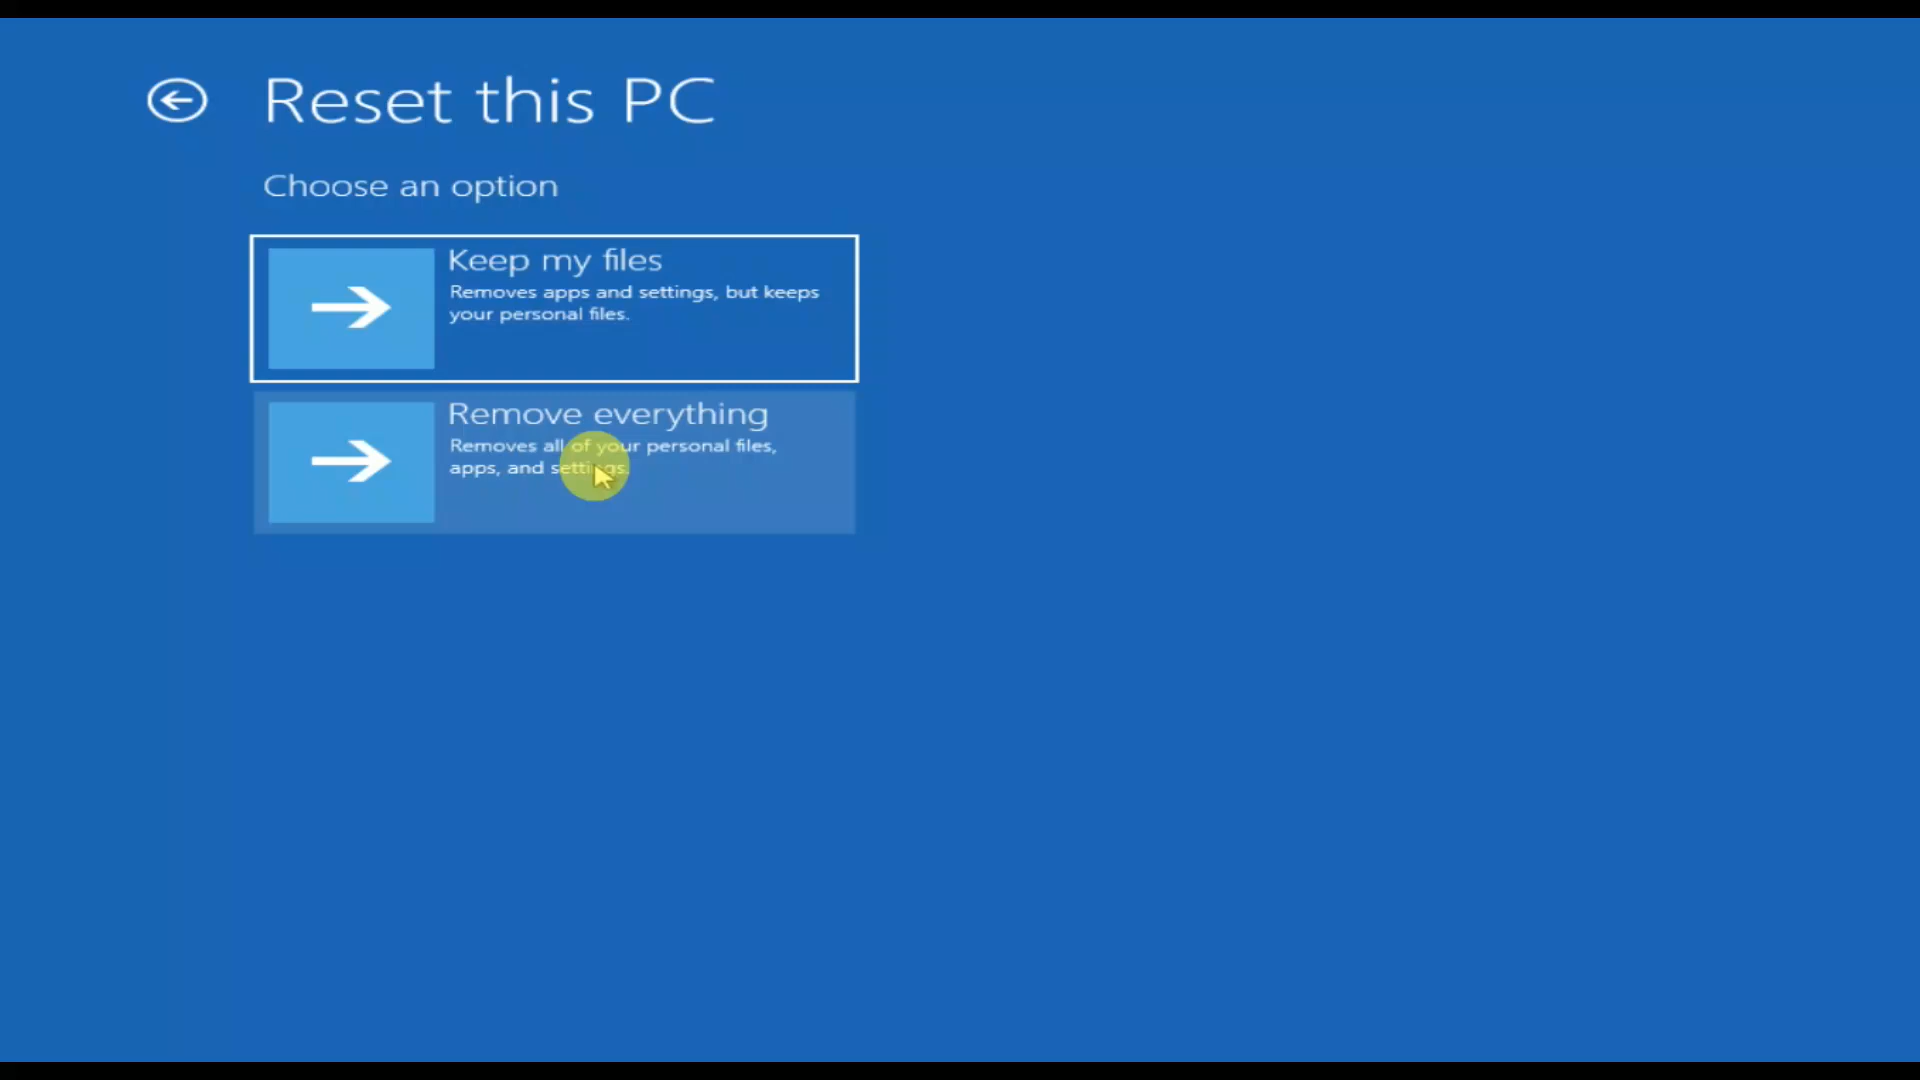 Reset this PC
Choose an option
Keep my files
Removes apps and settings, but keeps
your personal files.
Remove everything
Removes all of your personal files,
apps, and settings.